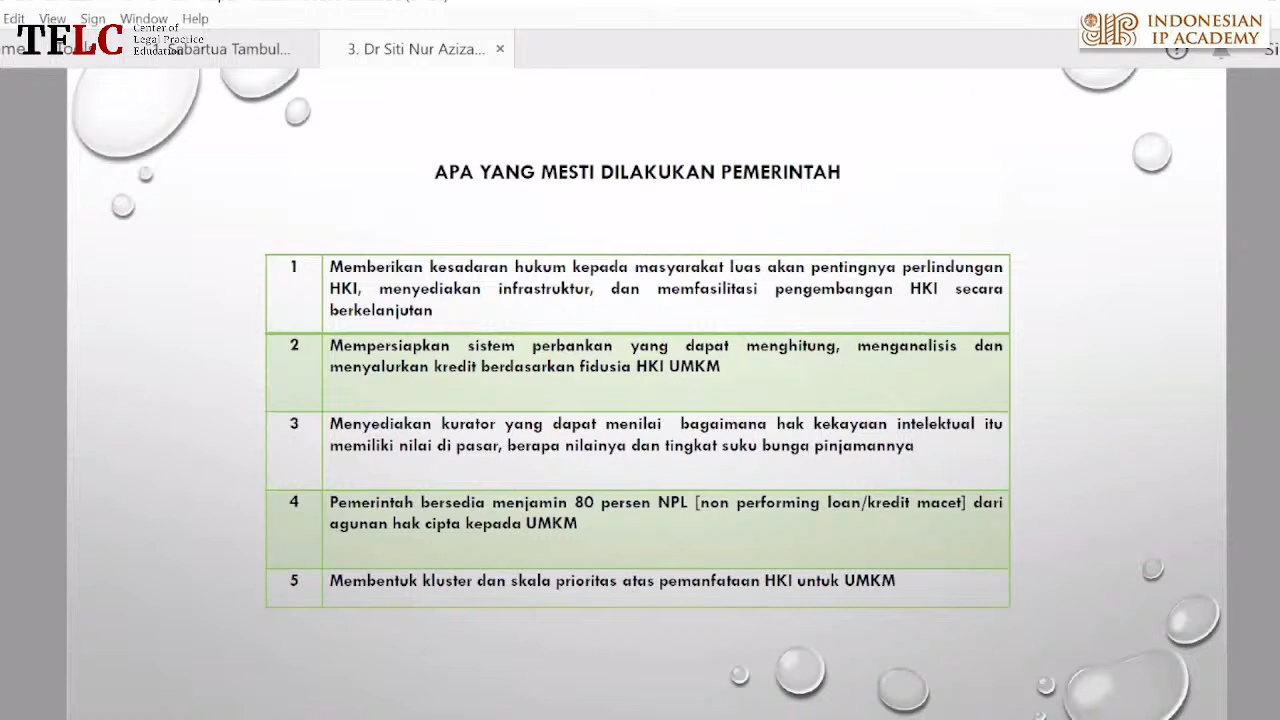 Edit View Sign Window Help
TELC
Center of
Legal Practice
Education
Sabartua Tambul...
3. Dr Siti Nur Aziza... ×
INDONESIAN
IP ACADEMY
APA YANG MESTI DILAKUKAN PEMERINTAH
1 Memberikan kesadaran hukum kepada masyarakat luas akan pentingnya perlindungan
HKI, menyediakan infrastruktur, dan memfasilitasi pengembangan HKI secara
berkelanjutan
2 Mempersiapkan sistem perbankan yang dapat menghitung, menganalisis dan
menyalurkan kredit berdasarkan fidusia HKI UMKM
3 Menyediakan kurator yang dapat menilai bagaimana hak kekayaan intelektual itu
memiliki nilai di pasar, berapa nilainya dan tingkat suku bunga pinjamannya
4 Pemerintah bersedia menjamin 80 persen NPL [non performing loan/kredit macet] dari
agunan hak cipta kepada UMKM
5 Membentuk kluster dan skala prioritas atas pemanfataan HKI untuk UMKM